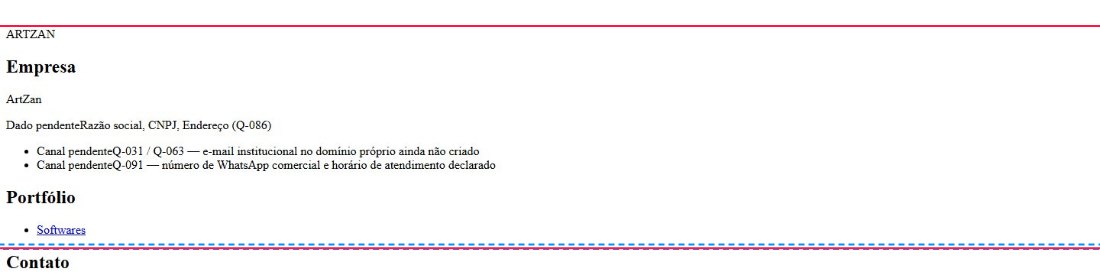 ARTZAN
Empresa
ArtZan
Dado pendenteRazão social, CNPJ, Endereço (Q-086)
Canal pendenteQ-031 / Q-063 — e-mail institucional no domínio próprio ainda não criado
Canal pendenteQ-091 — número de WhatsApp comercial e horário de atendimento declarado
Portfólio
Softwares
Contato